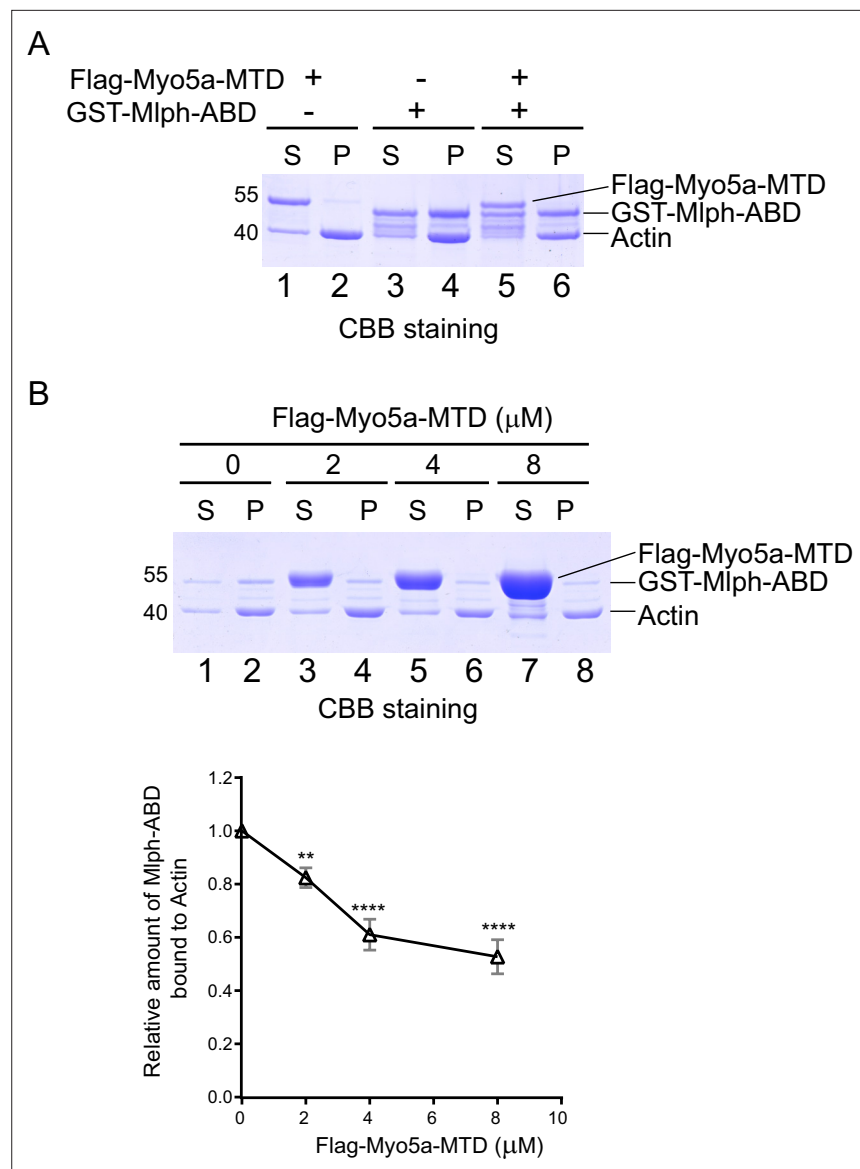 A
Flag-Myo5a-MTD + - +
GST-Mlph-ABD - + +
S P S P S P
55
40
Flag-Myo5a-MTD
GST-Mlph-ABD
Actin
1 2 3 4 5 6
CBB staining
B
Flag-Myo5a-MTD (μM)
0 2 4 8
S P S P S P S P
55
40
Flag-Myo5a-MTD
GST-Mlph-ABD
Actin
1 2 3 4 5 6 7 8
CBB staining
Relative amount of Mlph-ABD
bound to Actin
1.2
1.0
0.8
0.6
0.4
0.2
0.0
**
****
****
0 2 4 6 8 10
Flag-Myo5a-MTD (μM)